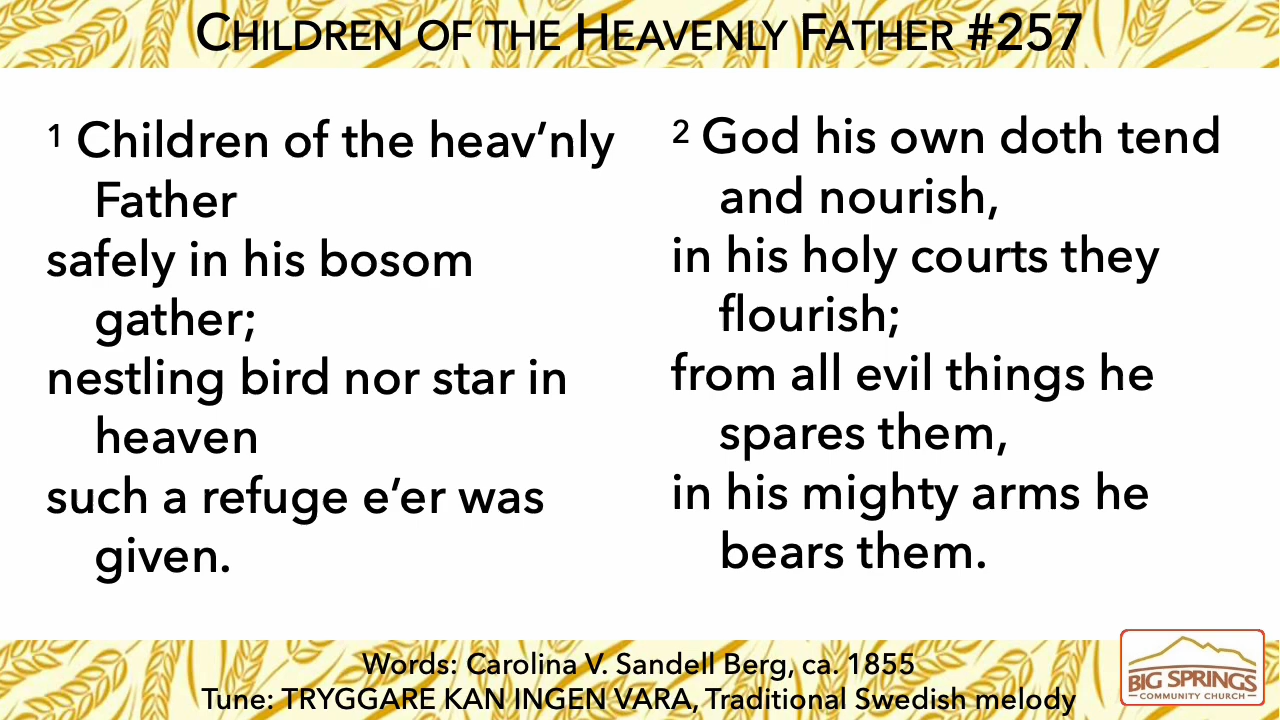 CHILDREN OF THE HEAVENLY FATHER #257
1 Children of the heav’nly
Father
safely in his bosom
gather;
nestling bird nor star in
heaven
such a refuge e’er was
given.
2 God his own doth tend
and nourish,
in his holy courts they
flourish;
from all evil things he
spares them,
in his mighty arms he
bears them.
Words: Carolina V. Sandell Berg, ca. 1855
Tune: TRYGGARE KAN INGEN VARA, Traditional Swedish melody
BIG SPRINGS
COMMUNITY CHURCH